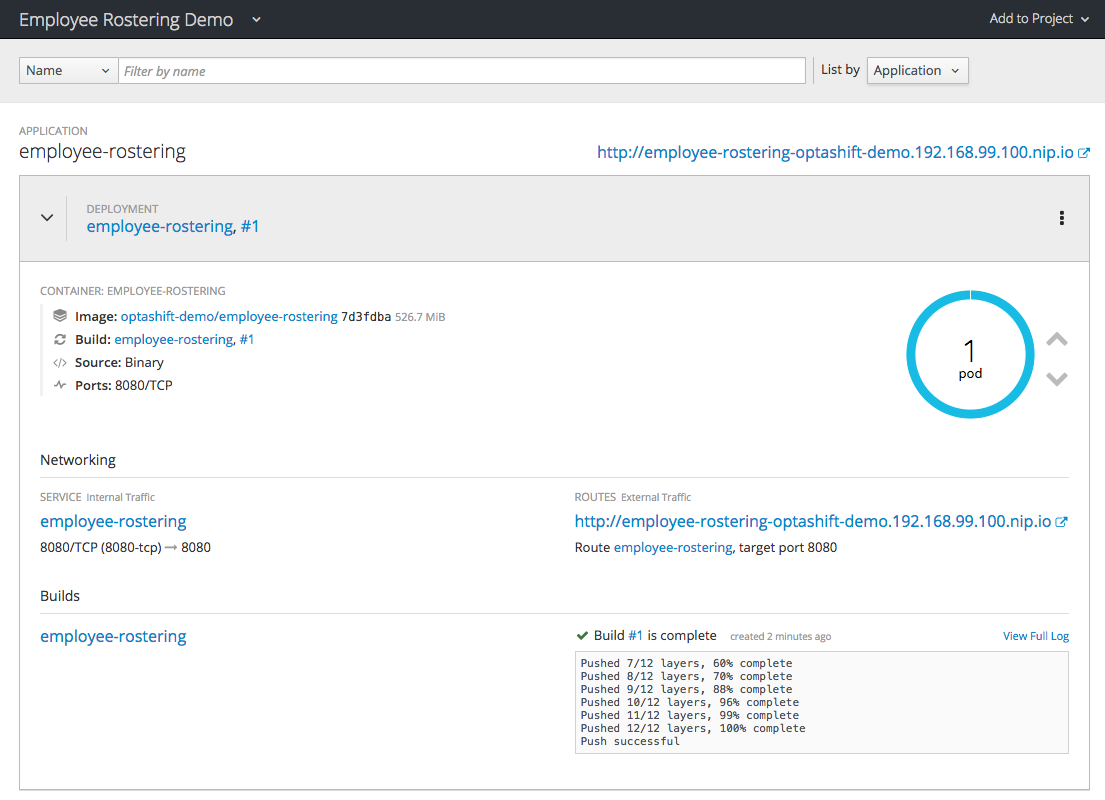 Employee Rostering Demo
Add to Project
Name
Filter by name
List by
Application
APPLICATION
employee-rostering
http://employee-rostering-optashift-demo.192.168.99.100.nip.io
DEPLOYMENT
employee-rostering, #1
CONTAINER: EMPLOYEE-ROSTERING
Image: optashift-demo/employee-rostering 7d3fdba 526.7 MiB
Build: employee-rostering, #1
Source: Binary
Ports: 8080/TCP
1
pod
Networking
SERVICE Internal Traffic
employee-rostering
8080/TCP (8080-tcp) → 8080
ROUTES External Traffic
http://employee-rostering-optashift-demo.192.168.99.100.nip.io
Route employee-rostering, target port 8080
Builds
employee-rostering
Build #1 is complete created 2 minutes ago
View Full Log
Pushed 7/12 layers, 60% complete
Pushed 8/12 layers, 70% complete
Pushed 9/12 layers, 88% complete
Pushed 10/12 layers, 96% complete
Pushed 11/12 layers, 99% complete
Pushed 12/12 layers, 100% complete
Push successful